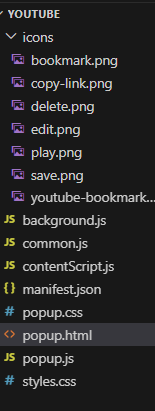 YOUTUBE
icons
bookmark.png
copy-link.png
delete.png
edit.png
play.png
save.png
youtube-bookmark...
JS background.js
JS common.js
JS contentScript.js
{} manifest.json
# popup.css
<> popup.html
JS popup.js
# styles.css